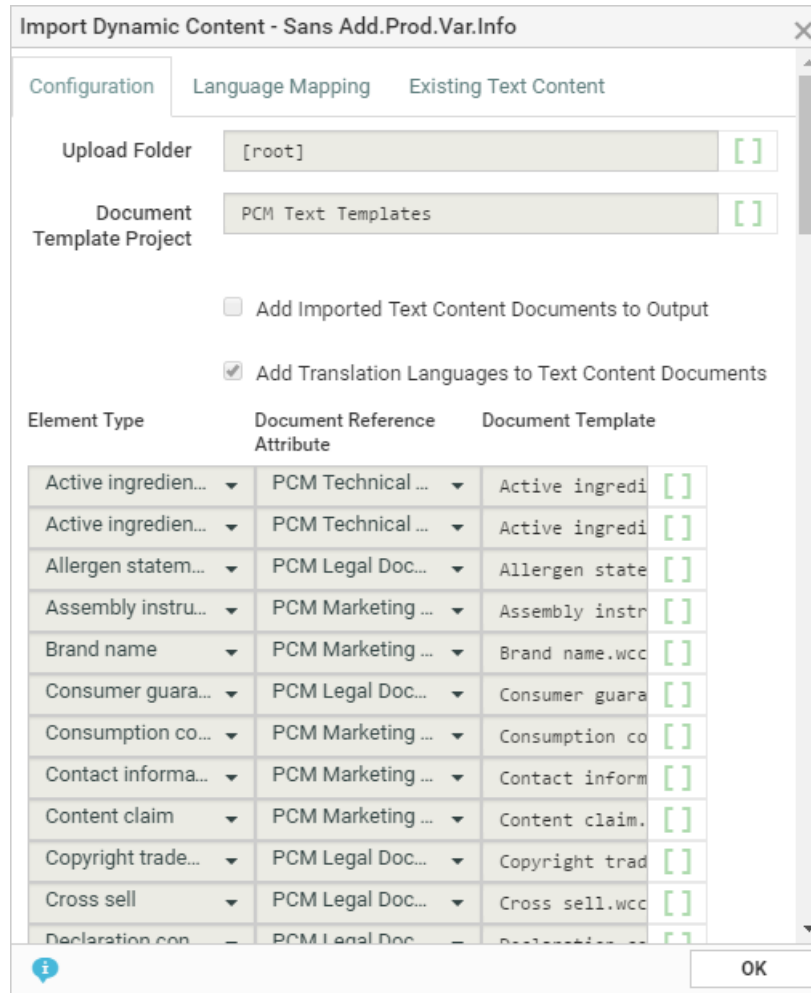 Import Dynamic Content - Sans Add.Prod.Var.Info
Configuration Language Mapping Existing Text Content
Upload Folder [root] [ ]
Document Template Project PCM Text Templates [ ]
Add Imported Text Content Documents to Output
Add Translation Languages to Text Content Documents
Element Type Document Reference Attribute Document Template
Active ingredien... PCM Technical ... Active ingredi [ ]
Active ingredien... PCM Technical ... Active ingredi [ ]
Allergen statem... PCM Legal Doc... Allergen state [ ]
Assembly instru... PCM Marketing ... Assembly instr [ ]
Brand name PCM Marketing ... Brand name.wcc [ ]
Consumer guara... PCM Legal Doc... Consumer guara [ ]
Consumption co... PCM Marketing ... Consumption co [ ]
Contact informa... PCM Marketing ... Contact inform [ ]
Content claim PCM Marketing ... Content claim. [ ]
Copyright trade... PCM Legal Doc... Copyright trad [ ]
Cross sell PCM Legal Doc... Cross sell.wcc [ ]
Declaration con PCM Legal Doc
OK